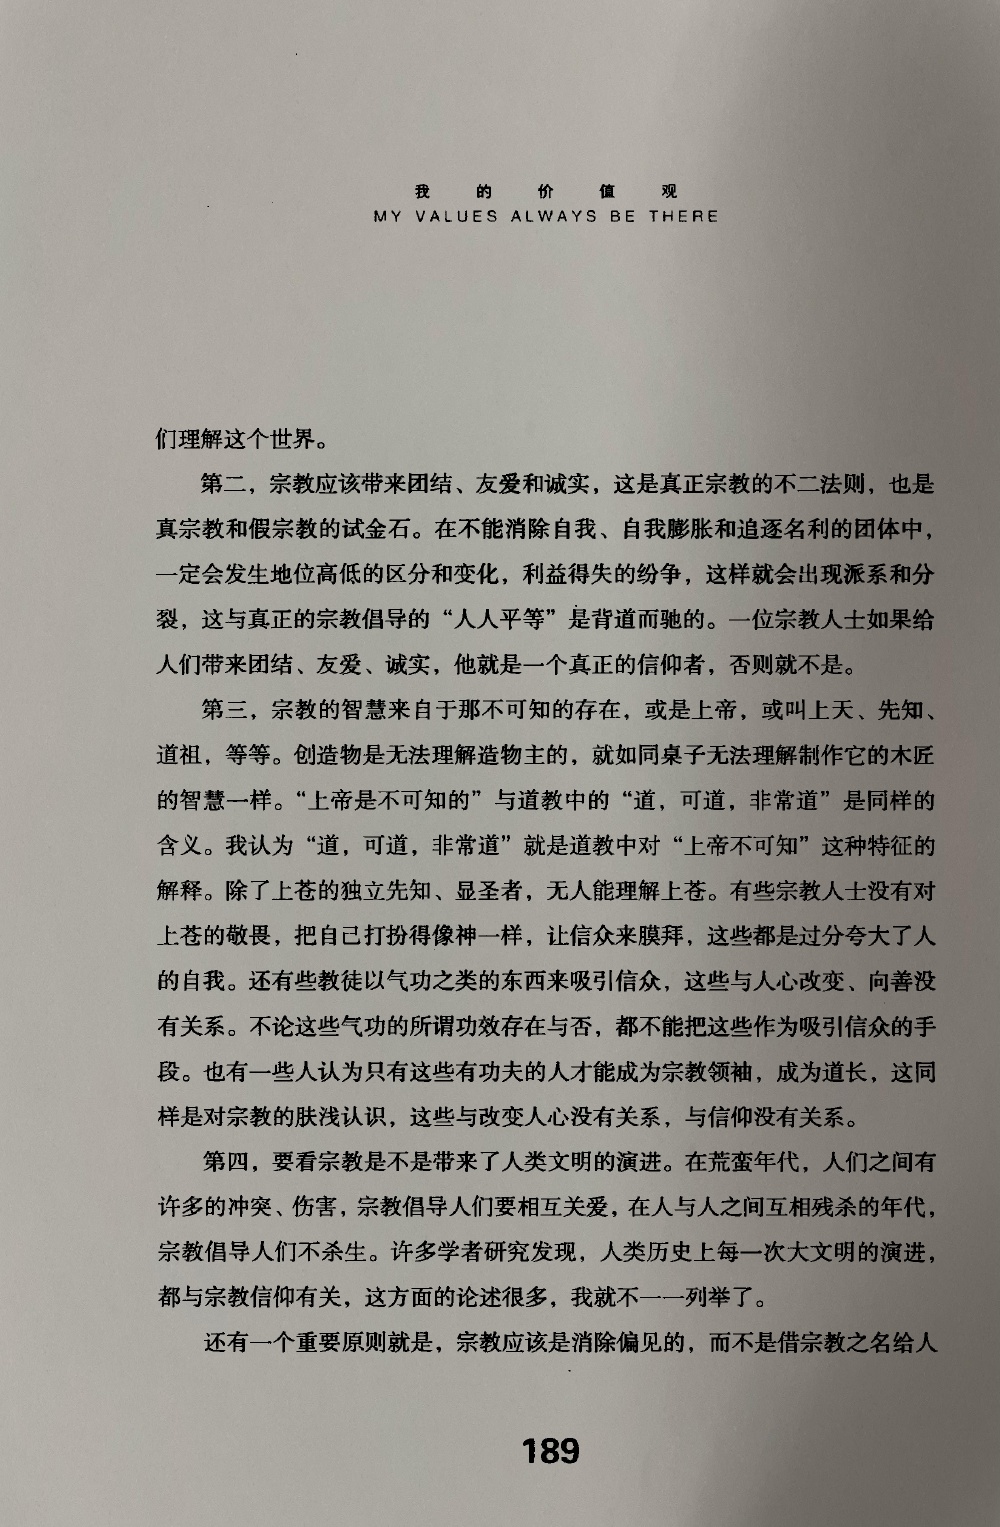 我的价值观
MY VALUES ALWAYS BE THERE
们理解这个世界。
第二，宗教应该带来团结、友爱和诚实，这是真正宗教的不二法则，也是
真宗教和假宗教的试金石。在不能消除自我、自我膨胀和追逐名利的团体中，
一定会发生地位高低的区分和变化，利益得失的纷争，这样就会出现派系和分
裂，这与真正的宗教倡导的“人人平等”是背道而驰的。一位宗教人士如果给
人们带来团结、友爱、诚实，他就是一个真正的信仰者，否则就不是。
第三，宗教的智慧来自于那不可知的存在，或是上帝，或叫上天、先知、
道祖，等等。创造物是无法理解造物主的，就如同桌子无法理解制作它的木匠
的智慧一样。“上帝是不可知的”与道教中的“道，可道，非常道”是同样的
含义。我认为“道，可道，非常道”就是道教中对“上帝不可知”这种特征的
解释。除了上苍的独立先知、显圣者，无人能理解上苍。有些宗教人士没有对
上苍的敬畏，把自己打扮得像神一样，让信众来膜拜，这些都是过分夸大了人
的自我。还有些教徒以气功之类的东西来吸引信众，这些与人心改变、向善没
有关系。不论这些气功的所谓功效存在与否，都不能把这些作为吸引信众的手
段。也有一些人认为只有这些有功夫的人才能成为宗教领袖，成为道长，这同
样是对宗教的肤浅认识，这些与改变人心没有关系，与信仰没有关系。
第四，要看宗教是不是带来了人类文明的演进。在荒蛮年代，人们之间有
许多的冲突、伤害，宗教倡导人们要相互关爱，在人与人之间互相残杀的年代，
宗教倡导人们不杀生。许多学者研究发现，人类历史上每一次大文明的演进，
都与宗教信仰有关，这方面的论述很多，我就不一一列举了。
还有一个重要原则就是，宗教应该是消除偏见的，而不是借宗教之名给人
189